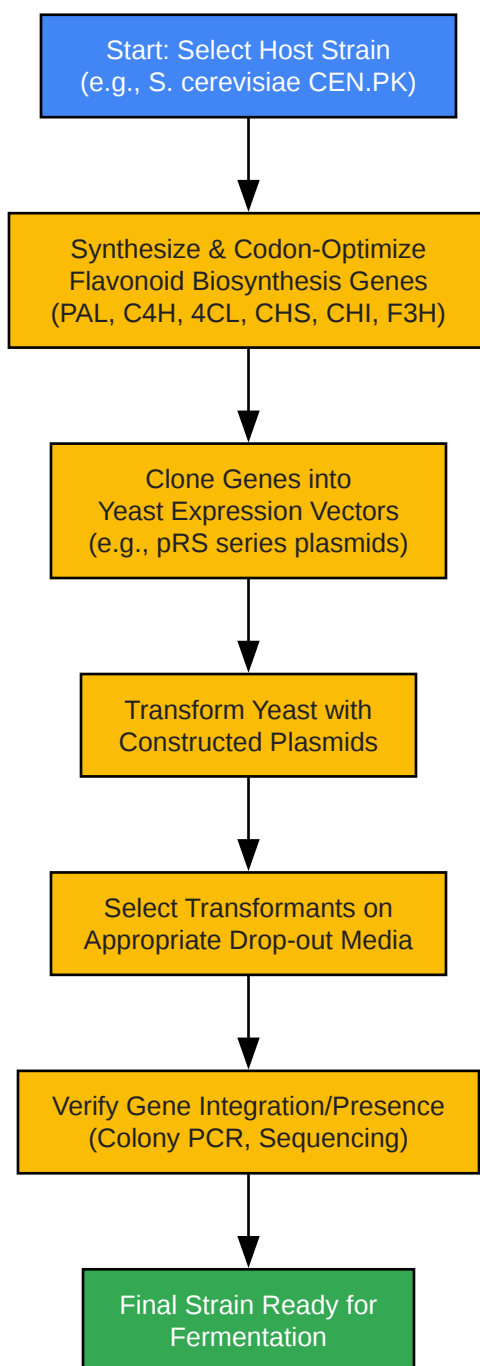 Start: Select Host Strain
(e.g., S. cerevisiae CEN.PK)
Synthesize & Codon-Optimize
Flavonoid Biosynthesis Genes
(PAL, C4H, 4CL, CHS, CHI, F3H)
Clone Genes into
Yeast Expression Vectors
(e.g., pRS series plasmids)
Transform Yeast with
Constructed Plasmids
Select Transformants on
Appropriate Drop-out Media
Verify Gene Integration/Presence
(Colony PCR, Sequencing)
Final Strain Ready for
Fermentation